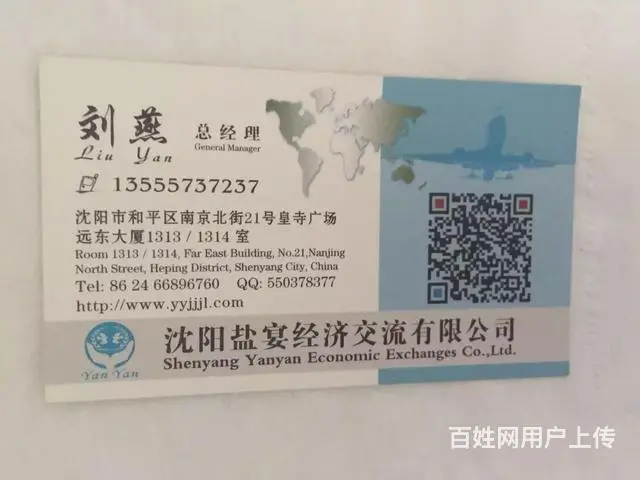 刘燕 总经理
Liu Yan General Manager
13555737237
沈阳市和平区南京北街21号皇寺广场
远东大厦1313 / 1314 室
Room 1313 / 1314, Far East Building, No.21,Nanjing
North Street, Heping District, Shenyang City, China
Tel: 86 24 66896760 QQ: 550378377
http://www.yyjjjl.com
沈阳盐宴经济交流有限公司
Shenyang Yanyan Economic Exchanges Co.,Ltd.
Yan Yan
百姓网用户上传